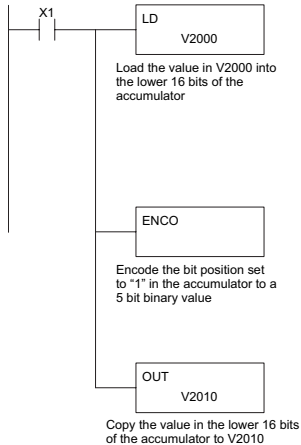 X1
LD
V2000
Load the value in V2000 into
the lower 16 bits of the
accumulator
ENCO
Encode the bit position set
to “1” in the accumulator to a
5 bit binary value
OUT
V2010
Copy the value in the lower 16 bits
of the accumulator to V2010